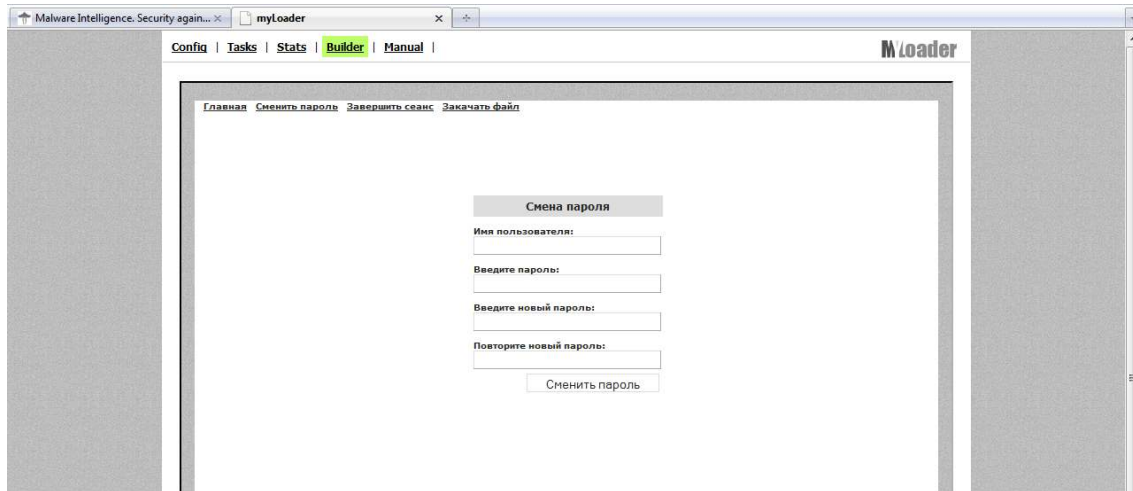 Malware Intelligence. Security again... myLoader
Config | Tasks | Stats | Builder | Manual |
MyLoader
Главная Сменить пароль Завершить сеанс Закачать файл
Смена пароля
Имя пользователя:
Введите пароль:
Введите новый пароль:
Повторите новый пароль:
Сменить пароль